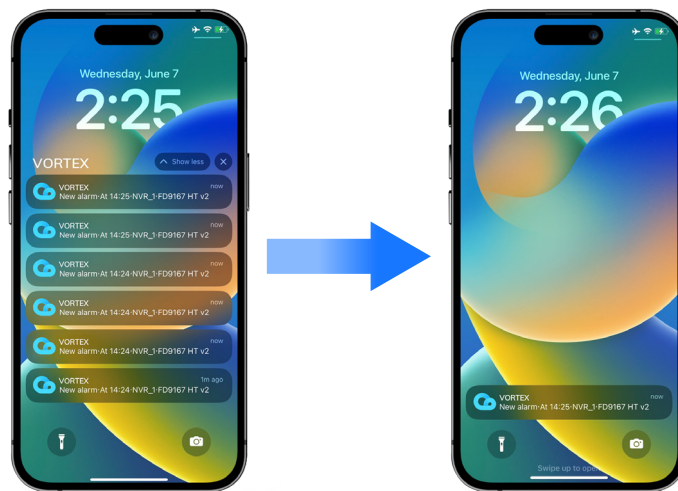 Wednesday, June 7
2:25
VORTEX
Show less
VORTEX
now
New alarm·At 14:25·NVR_1·FD9167 HT v2
VORTEX
now
New alarm·At 14:25·NVR_1·FD9167 HT v2
VORTEX
now
New alarm·At 14:24·NVR_1·FD9167 HT v2
VORTEX
now
New alarm·At 14:24·NVR_1·FD9167 HT v2
VORTEX
now
New alarm·At 14:24·NVR_1·FD9167 HT v2
VORTEX
1m ago
New alarm·At 14:24·NVR_1·FD9167 HT v2
Wednesday, June 7
2:26
VORTEX
now
New alarm·At 14:25·NVR_1·FD9167 HT v2
Swipe up to open